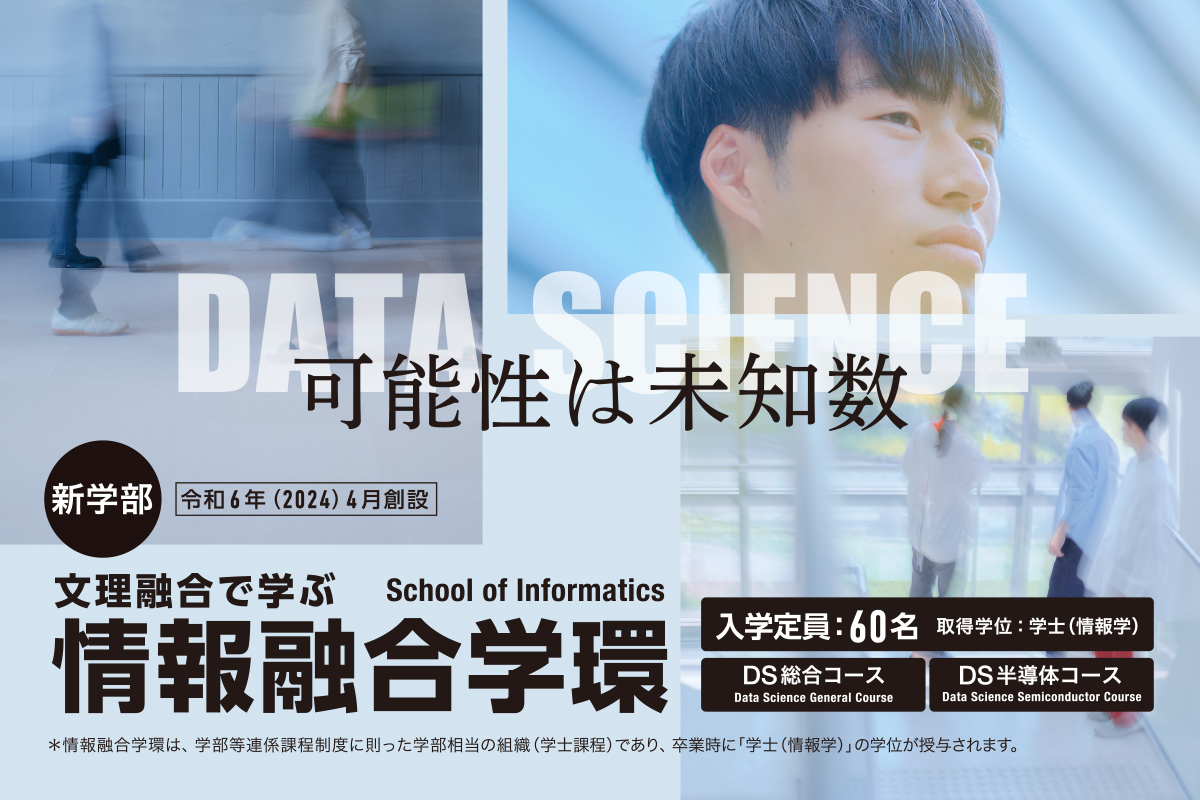 DATA SCIENCE
可能性は未知数
新学部
令和6年（2024）4月創設
文理融合で学ぶ
School of Informatics
情報融合学環
入学定員：60名 取得学位：学士（情報学）
DS総合コース
Data Science General Course
DS半導体コース
Data Science Semiconductor Course
＊情報融合学環は、学部等連係課程制度に則った学部相当の組織（学士課程）であり、卒業時に「学士（情報学）」の学位が授与されます。